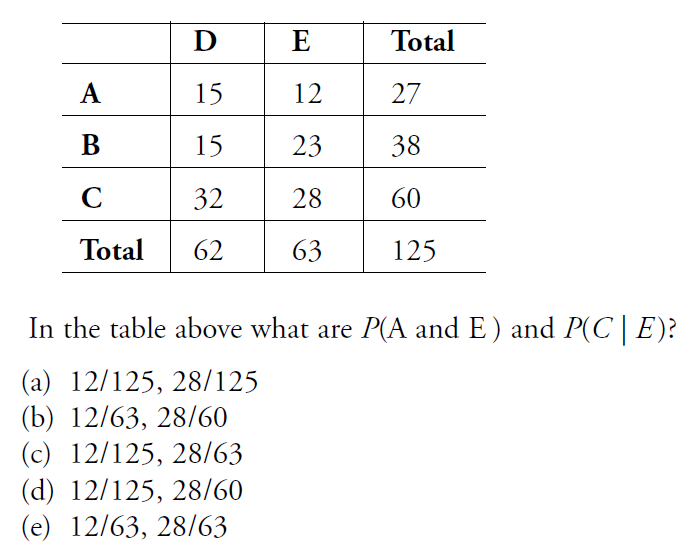 D E Total
A 15 12 27
B 15 23 38
C 32 28 60
Total 62 63 125
In the table above what are P(A and E) and P(C | E)?
(a) 12/125, 28/125
(b) 12/63, 28/60
(c) 12/125, 28/63
(d) 12/125, 28/60
(e) 12/63, 28/63